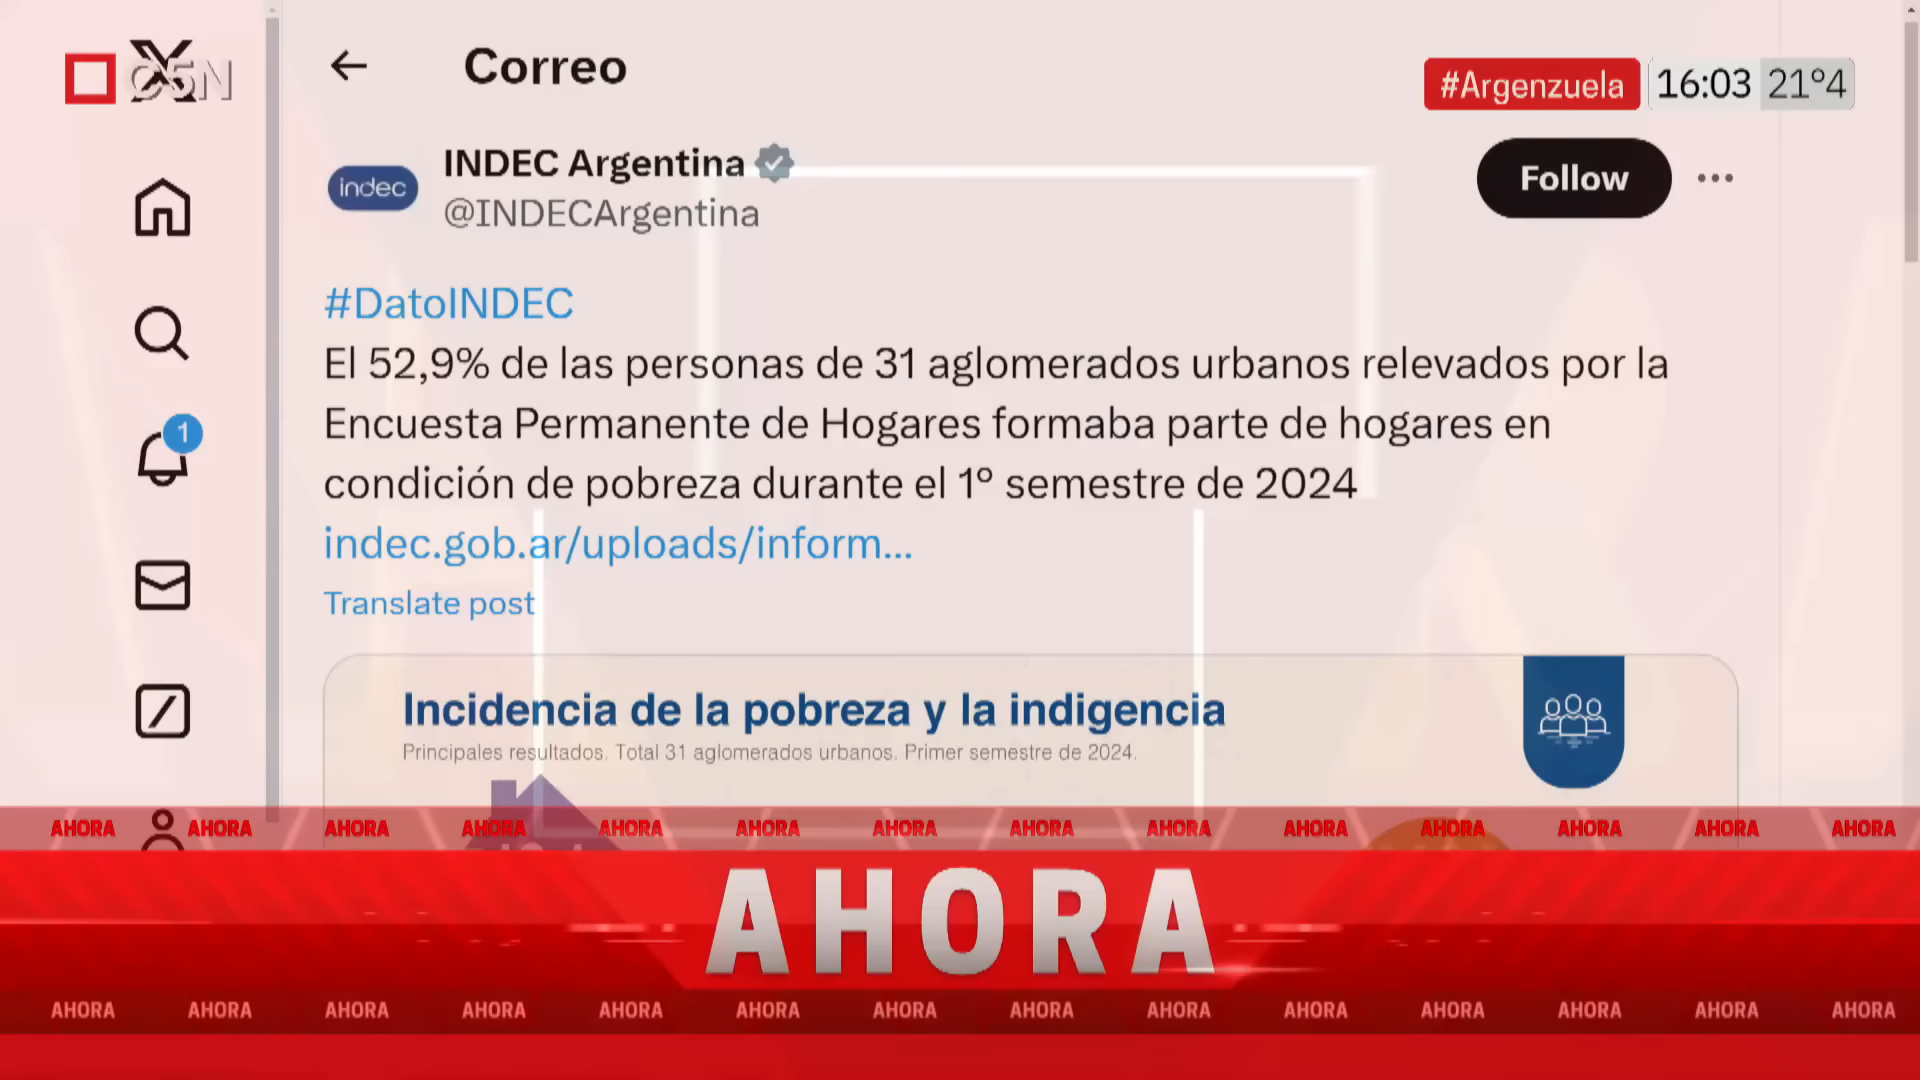 C5N
Correo
#Argenzuela 16:03 21°4
INDEC Argentina
indec
@INDECArgentina
Follow
#DatoINDEC
El 52,9% de las personas de 31 aglomerados urbanos relevados por la
Encuesta Permanente de Hogares formaba parte de hogares en
condición de pobreza durante el 1º semestre de 2024
indec.gob.ar/uploads/inform...
Translate post
1
Incidencia de la pobreza y la indigencia
Principales resultados. Total 31 aglomerados urbanos. Primer semestre de 2024.
AHORA AHORA AHORA AHORA AHORA AHORA AHORA AHORA AHORA AHORA AHORA AHORA AHORA AHORA
AHORA
AHORA AHORA AHORA AHORA AHORA AHORA AHORA AHORA AHORA AHORA AHORA AHORA AHORA AHORA